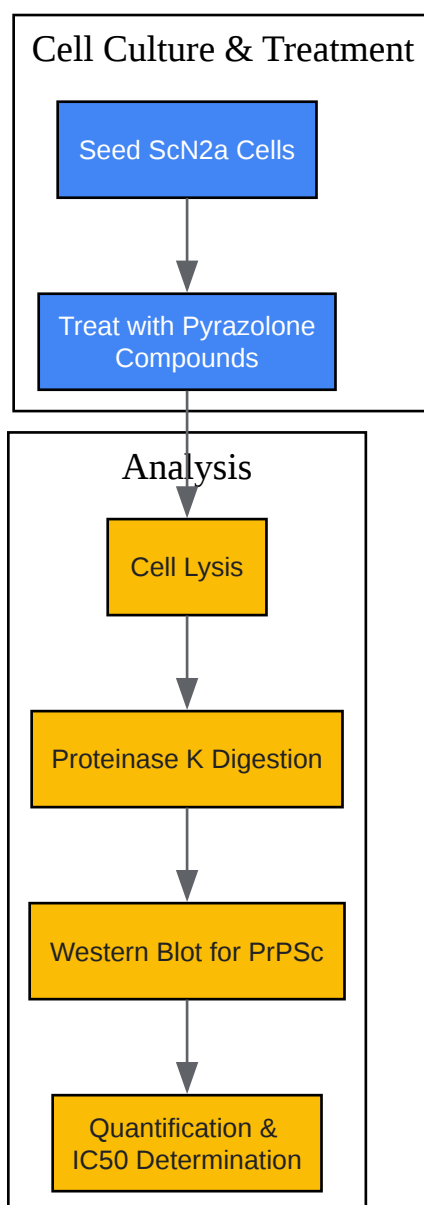 Cell Culture & Treatment
Seed ScN2a Cells
Treat with Pyrazolone
Compounds
Analysis
Cell Lysis
Proteinase K Digestion
Western Blot for PrPSc
Quantification &
IC50 Determination